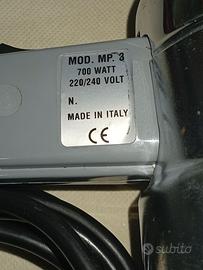 MOD. MP. 3
700 WATT
220/240 VOLT
N.
MADE IN ITALY
CE
subito